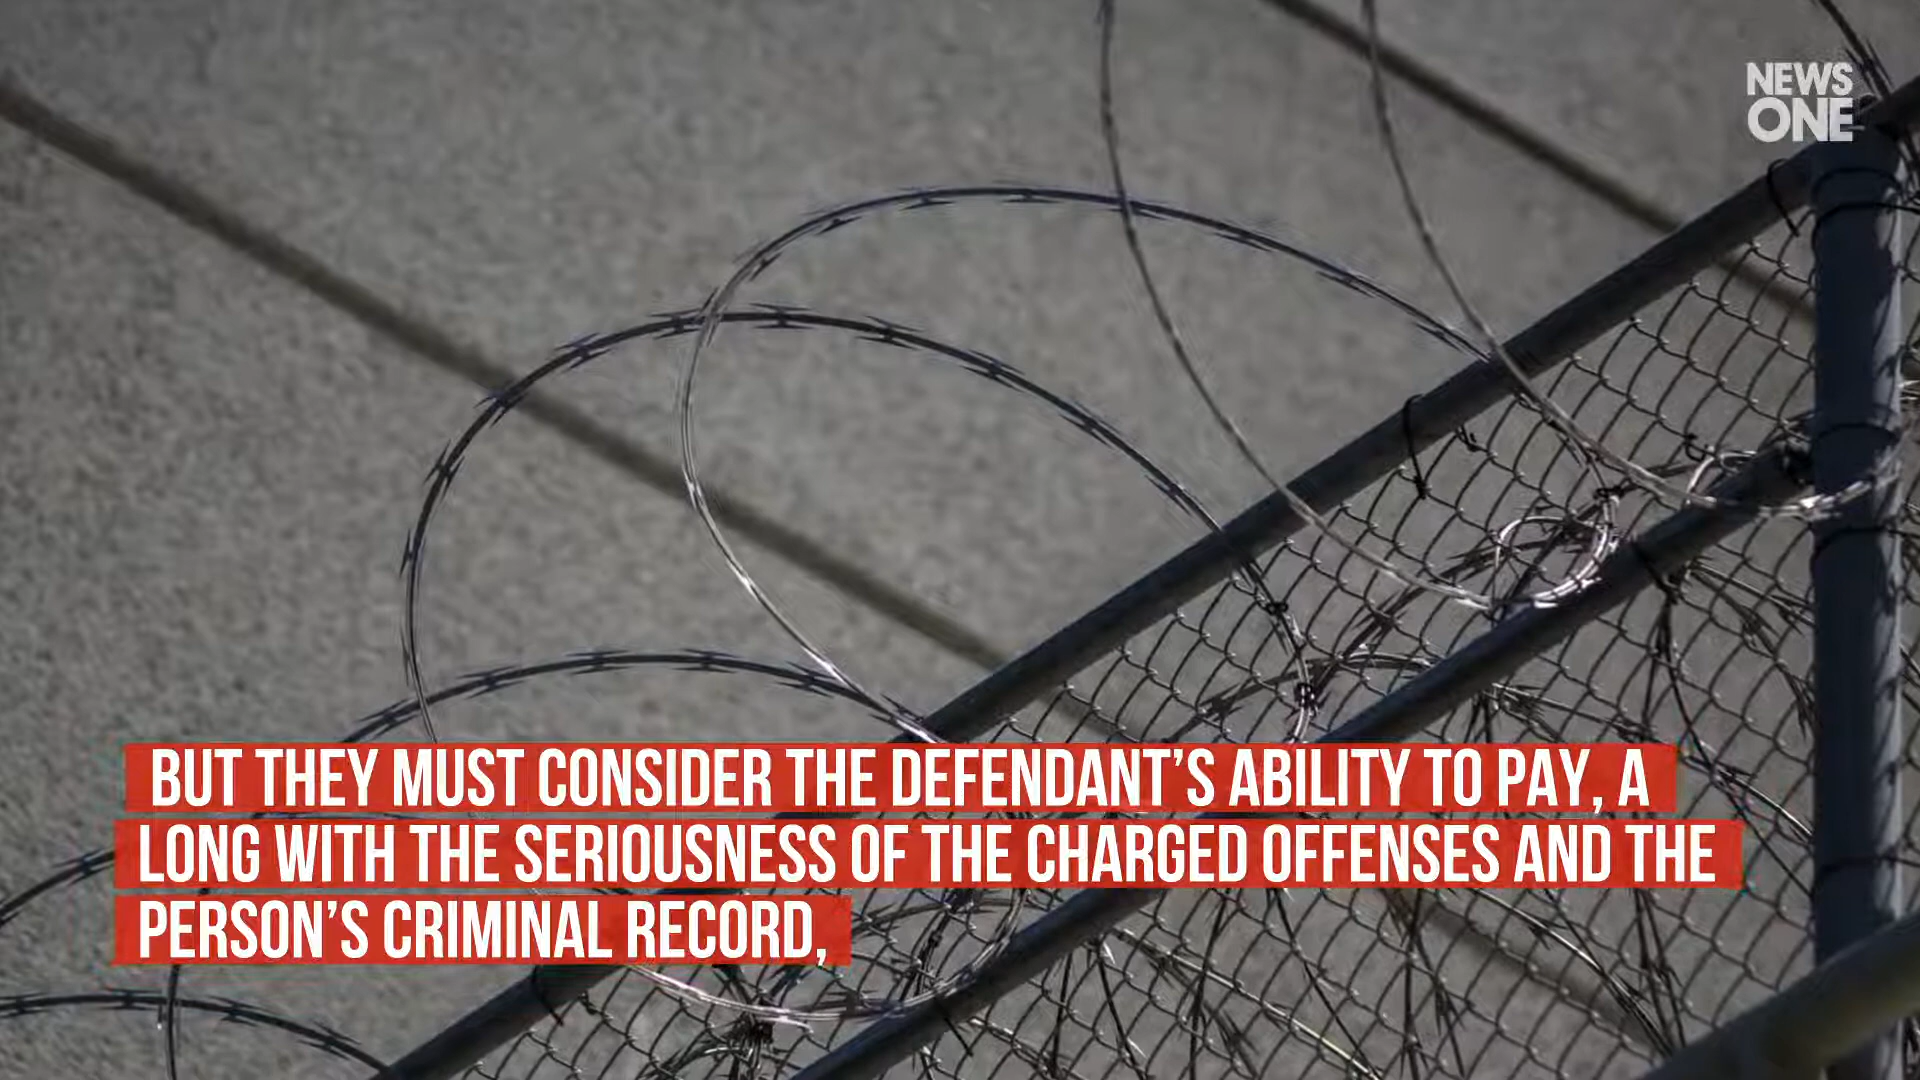 NEWS
ONE
BUT THEY MUST CONSIDER THE DEFENDANT’S ABILITY TO PAY, A
LONG WITH THE SERIOUSNESS OF THE CHARGED OFFENSES AND THE
PERSON’S CRIMINAL RECORD,